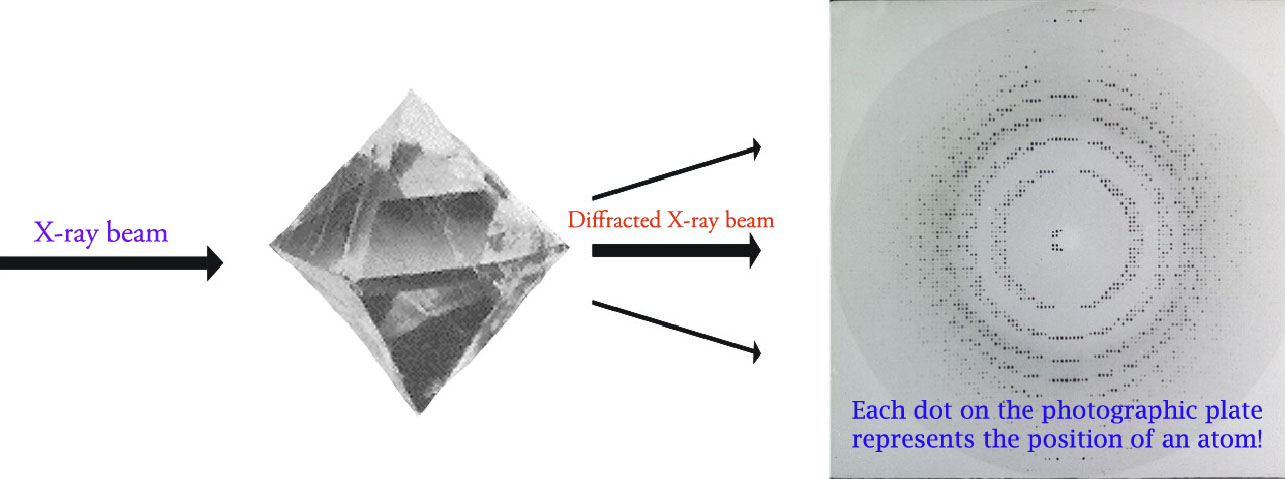 X-ray beam
Diffracted X-ray beam
Each dot on the photographic plate
represents the position of an atom!